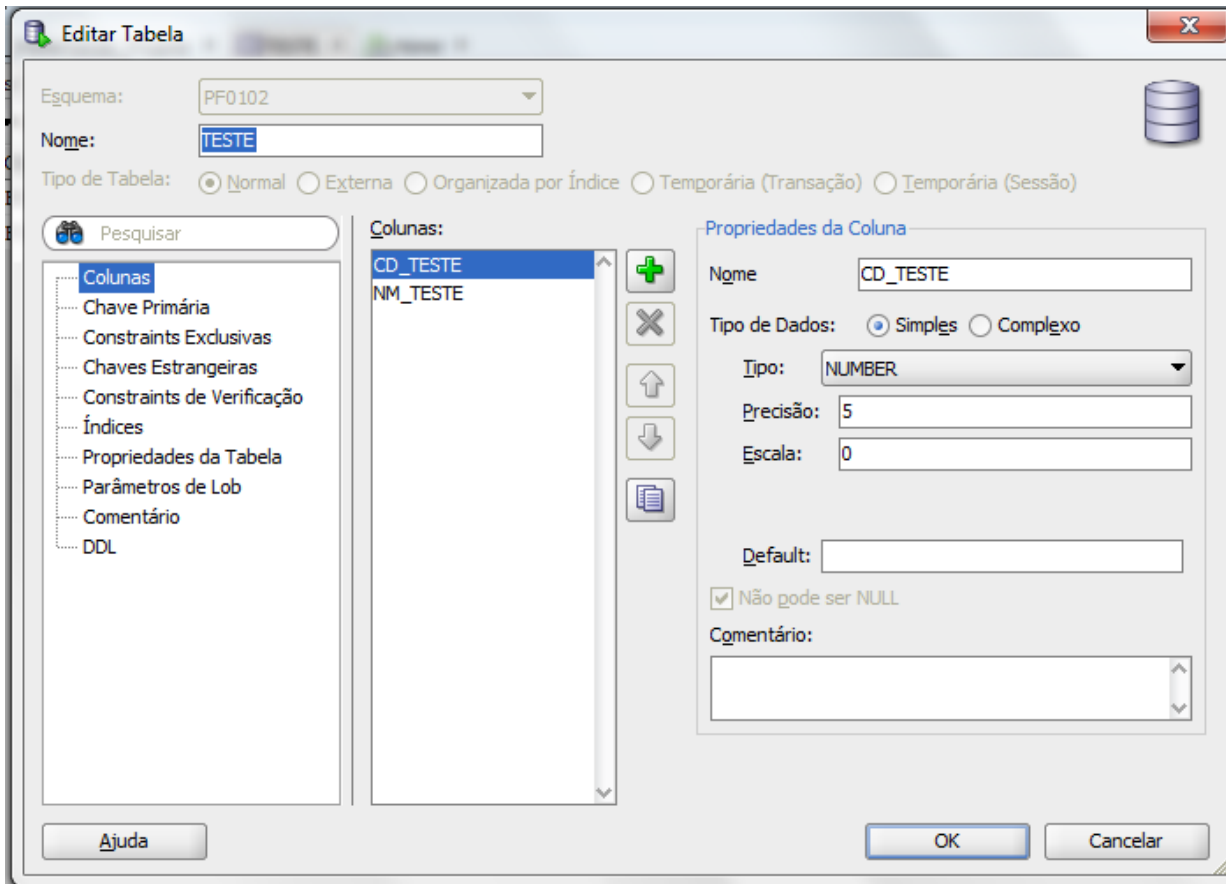 Editar Tabela
Esquema: PF0102
Nome: TESTE
Tipo de Tabela: Normal Externa Organizada por Índice Temporária (Transação) Temporária (Sessão)
Pesquisar
Colunas
Chave Primária
Constraints Exclusivas
Chaves Estrangeiras
Constraints de Verificação
Índices
Propriedades da Tabela
Parâmetros de Lob
Comentário
DDL
Colunas:
CD_TESTE
NM_TESTE
Propriedades da Coluna
Nome CD_TESTE
Tipo de Dados: Simples Complexo
Tipo: NUMBER
Precisão: 5
Escala: 0
Default:
Não pode ser NULL
Comentário:
Ajuda
OK
Cancelar